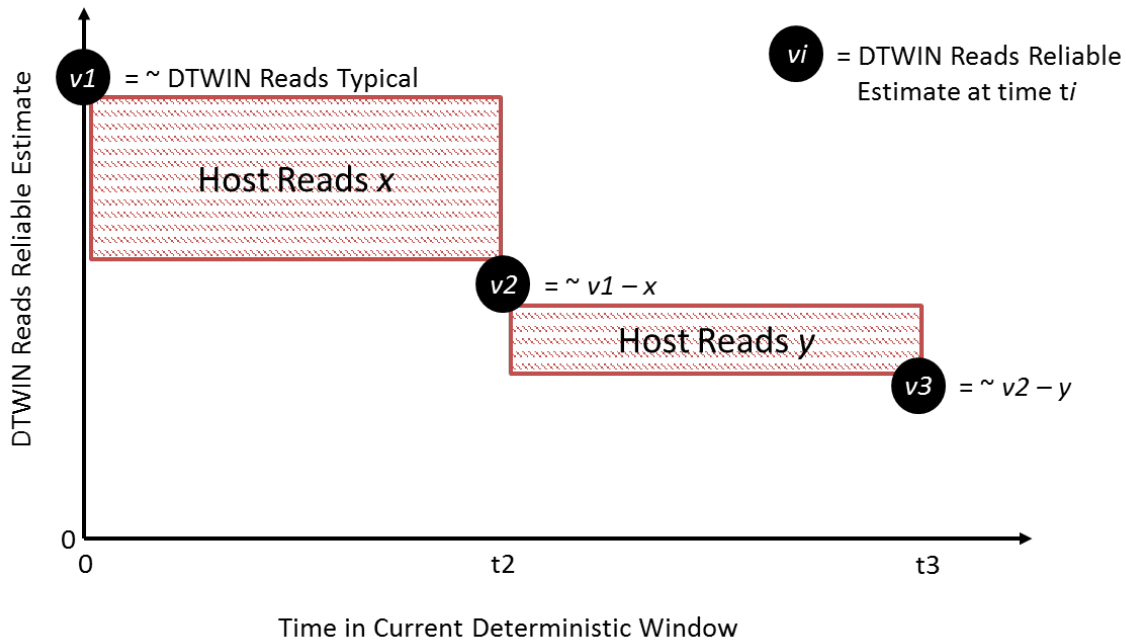 v1 = ~ DTWIN Reads Typical
vi = DTWIN Reads Reliable
Estimate at time ti
DTWIN Reads Reliable Estimate
Host Reads x
v2 = ~ v1 – x
Host Reads y
v3 = ~ v2 – y
0
0 t2 t3
Time in Current Deterministic Window